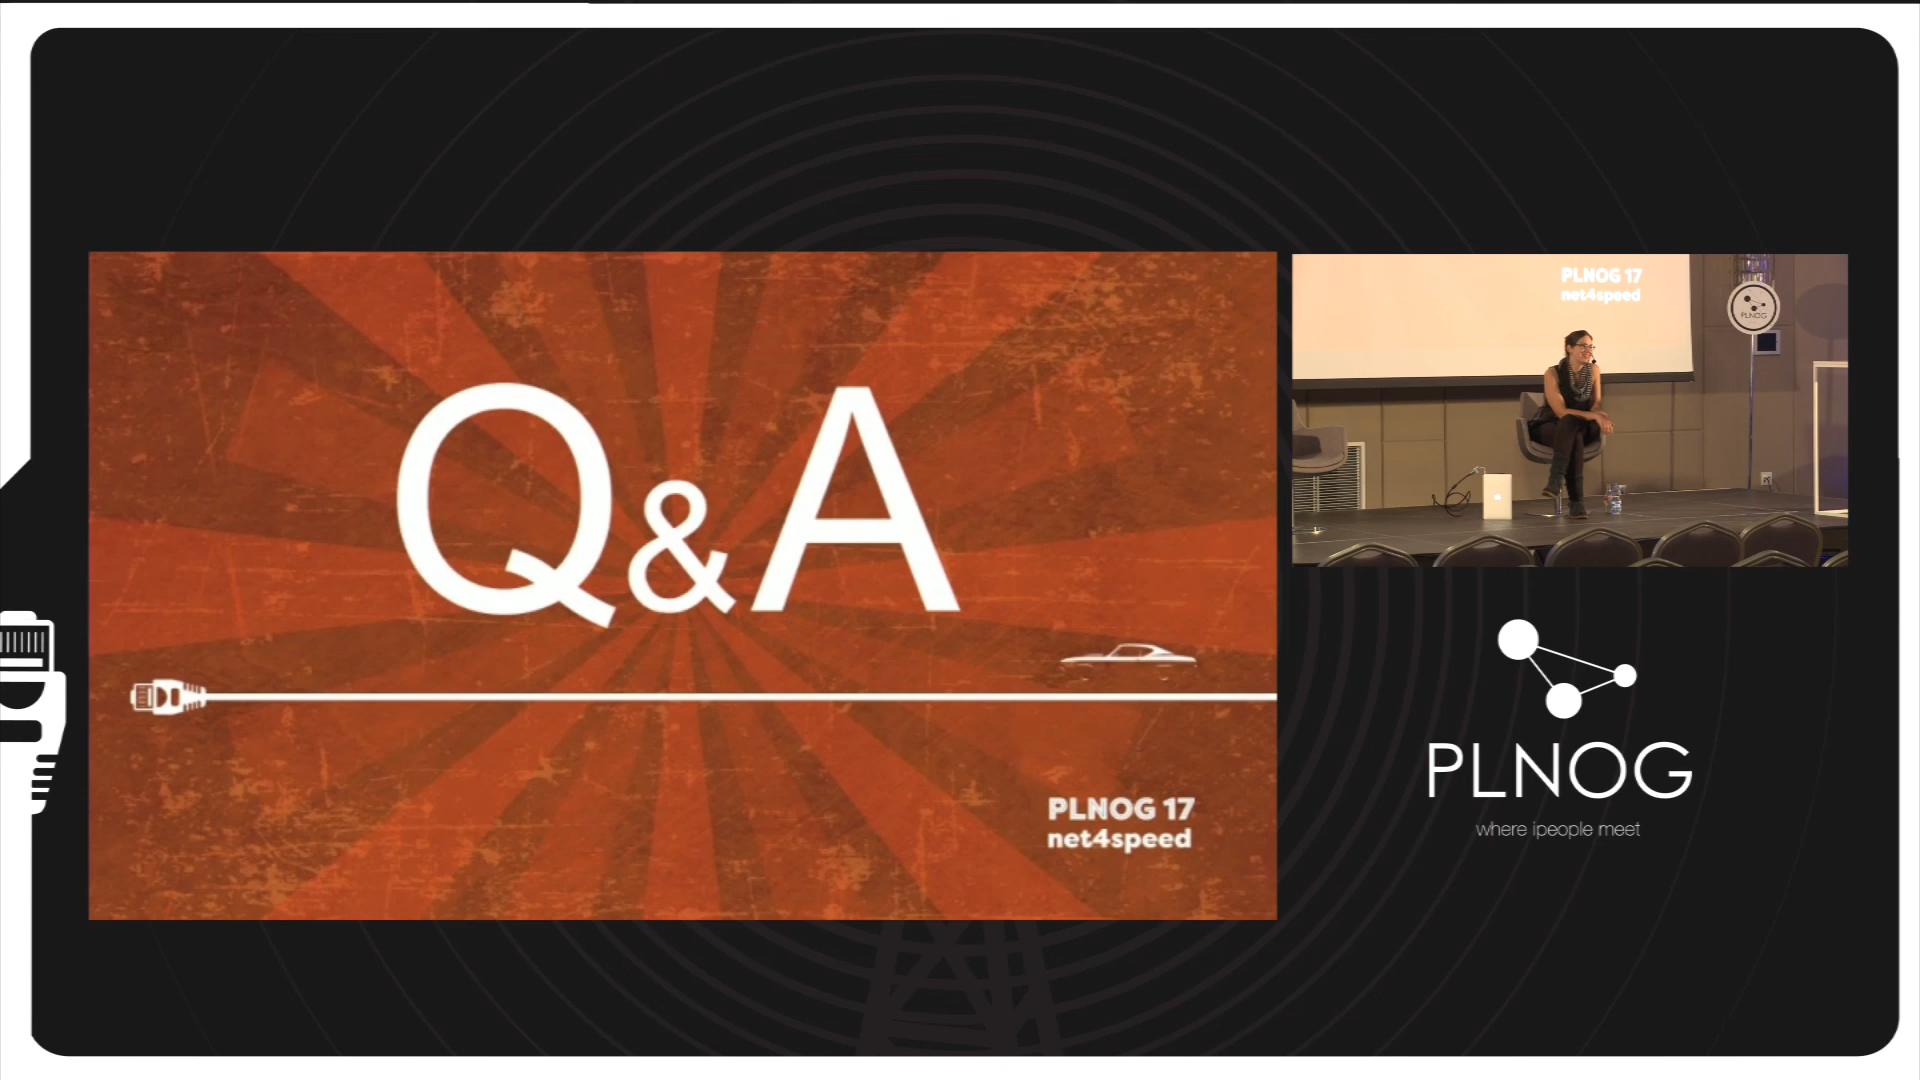 Q&A
PLNOG 17
net4speed
PLNOG 17
net4speed
PLNOG
PLNOG
where ipeople meet